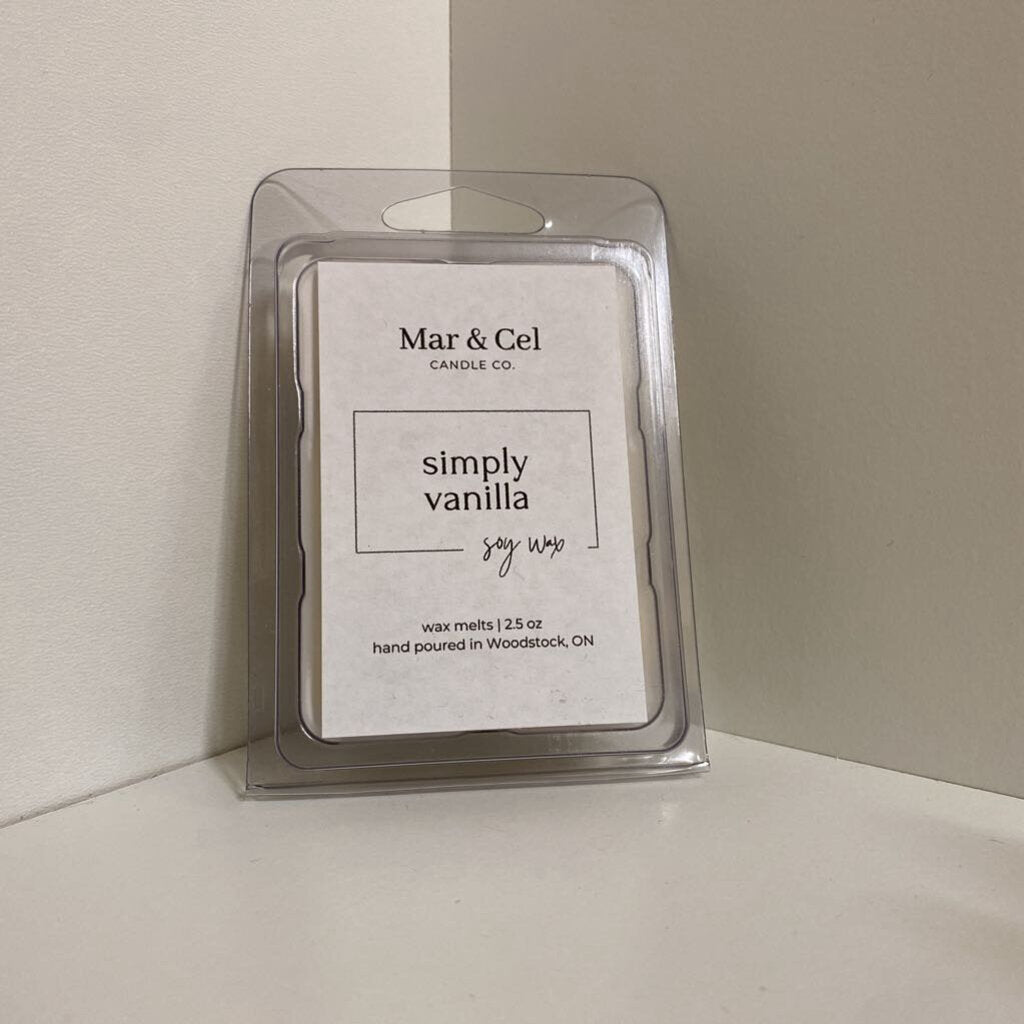 Mar & Cel
CANDLE CO.
simply
vanilla
soy wax
wax melts | 2.5 oz
hand poured in Woodstock, ON